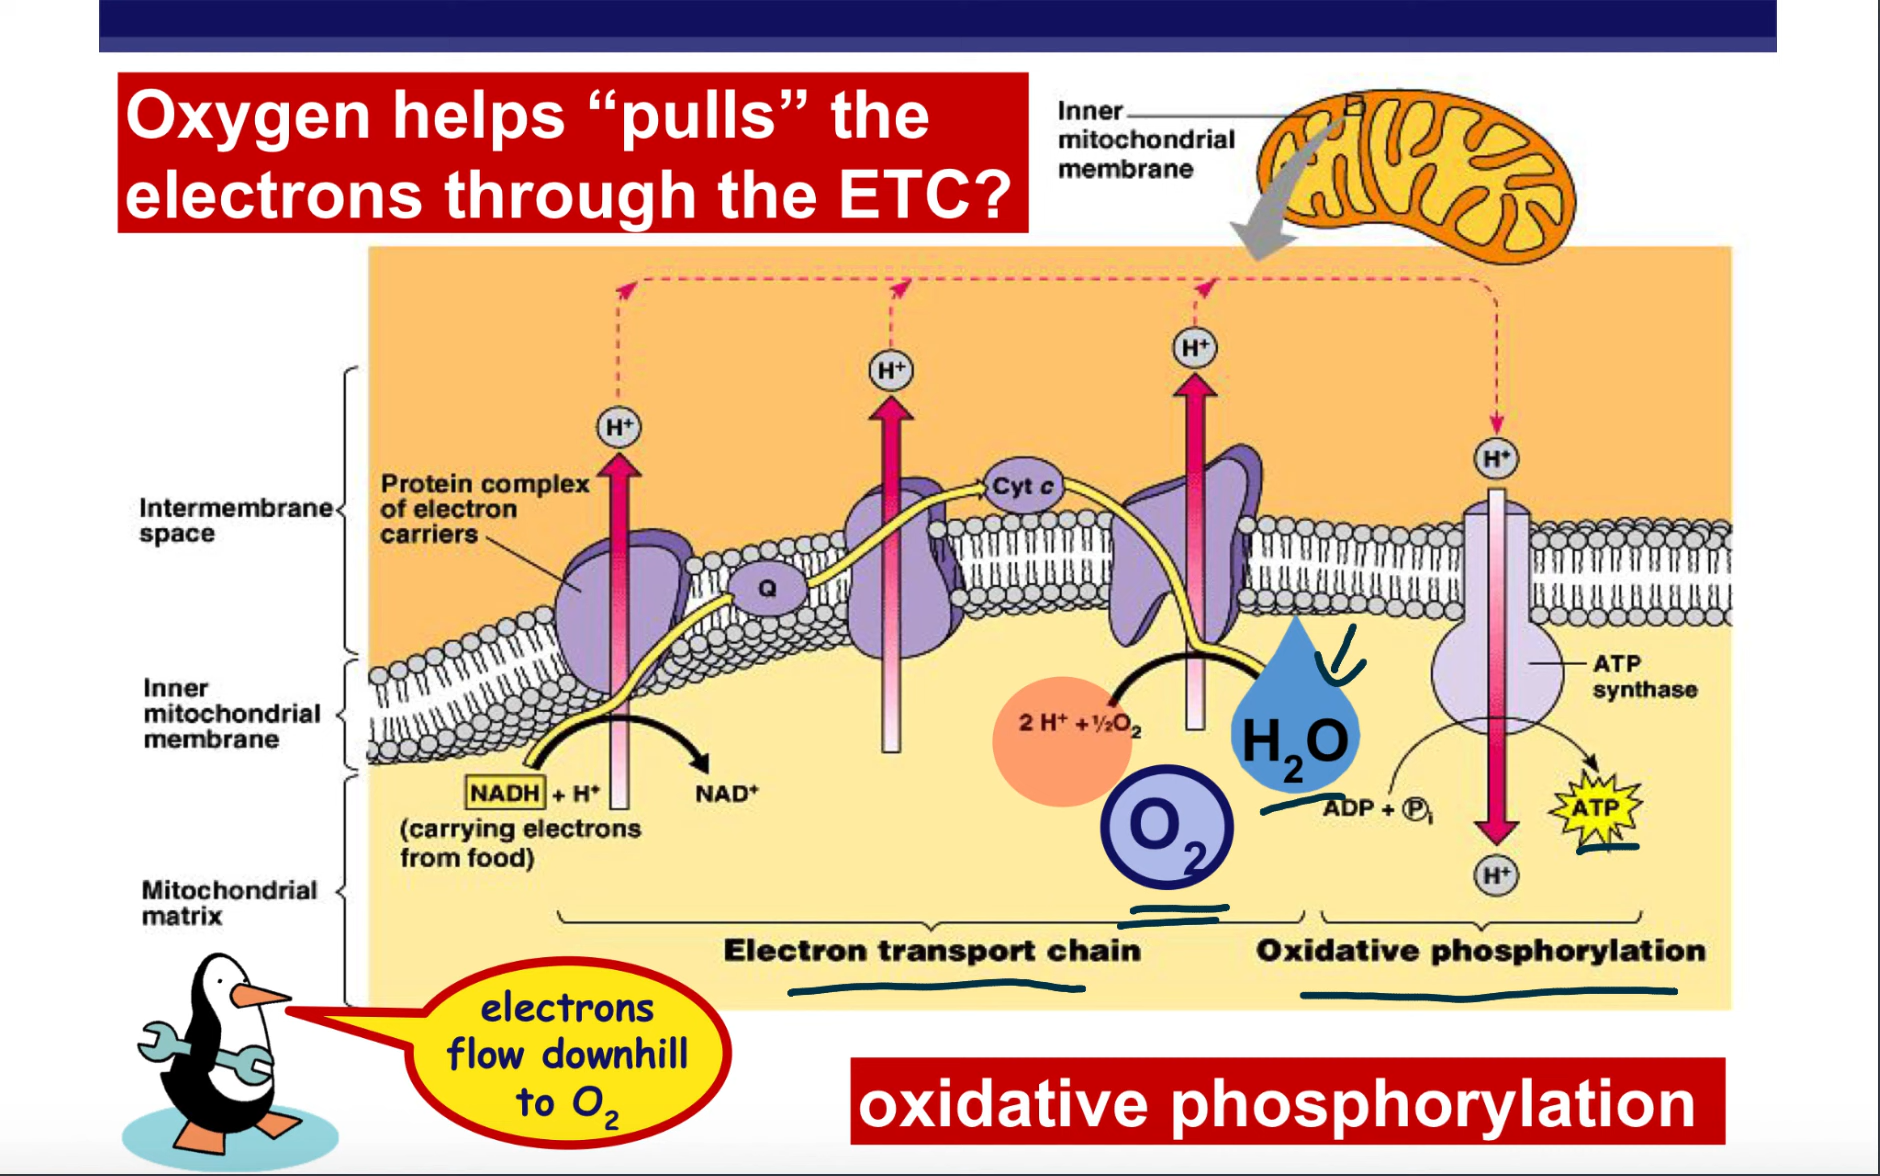 Oxygen helps “pulls” the
electrons through the ETC?
Inner
mitochondrial
membrane
H⁺
H⁺
H⁺
H⁺
Protein complex
of electron
carriers
Intermembrane
space
Q
Cyt c
ATP
synthase
Inner
mitochondrial
membrane
2 H⁺ + ½O₂
H₂O
NADH + H⁺
NAD⁺
(carrying electrons
from food)
O₂
ADP + Pᵢ
ATP
H⁺
Mitochondrial
matrix
Electron transport chain
Oxidative phosphorylation
electrons
flow downhill
to O₂
oxidative phosphorylation